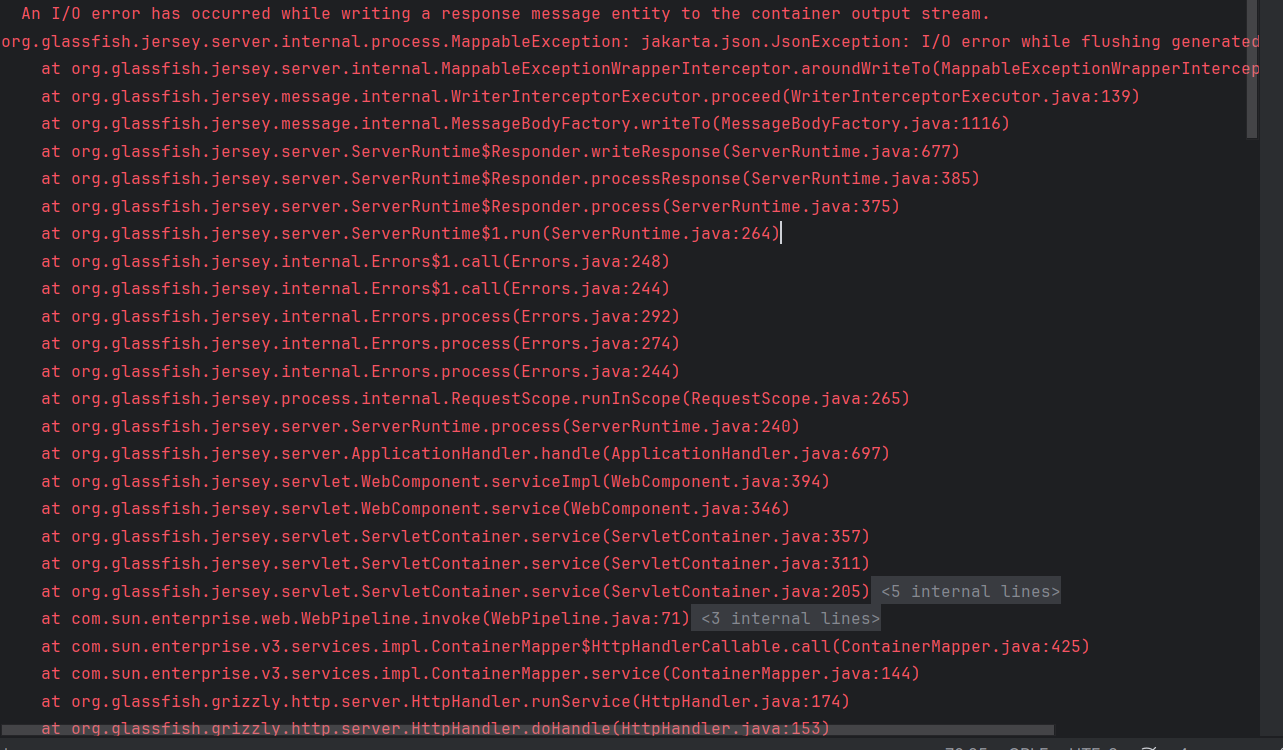 An I/O error has occurred while writing a response message entity to the container output stream.
org.glassfish.jersey.server.internal.process.MappableException: jakarta.json.JsonException: I/O error while flushing generated
at org.glassfish.jersey.server.internal.MappableExceptionWrapperInterceptor.aroundWriteTo(MappableExceptionWrapperIntercep
at org.glassfish.jersey.message.internal.WriterInterceptorExecutor.proceed(WriterInterceptorExecutor.java:139)
at org.glassfish.jersey.message.internal.MessageBodyFactory.writeTo(MessageBodyFactory.java:1116)
at org.glassfish.jersey.server.ServerRuntime$Responder.writeResponse(ServerRuntime.java:677)
at org.glassfish.jersey.server.ServerRuntime$Responder.processResponse(ServerRuntime.java:385)
at org.glassfish.jersey.server.ServerRuntime$Responder.process(ServerRuntime.java:375)
at org.glassfish.jersey.server.ServerRuntime$1.run(ServerRuntime.java:264)
at org.glassfish.jersey.internal.Errors$1.call(Errors.java:248)
at org.glassfish.jersey.internal.Errors$1.call(Errors.java:244)
at org.glassfish.jersey.internal.Errors.process(Errors.java:292)
at org.glassfish.jersey.internal.Errors.process(Errors.java:274)
at org.glassfish.jersey.internal.Errors.process(Errors.java:244)
at org.glassfish.jersey.process.internal.RequestScope.runInScope(RequestScope.java:265)
at org.glassfish.jersey.server.ServerRuntime.process(ServerRuntime.java:240)
at org.glassfish.jersey.server.ApplicationHandler.handle(ApplicationHandler.java:697)
at org.glassfish.jersey.servlet.WebComponent.serviceImpl(WebComponent.java:394)
at org.glassfish.jersey.servlet.WebComponent.service(WebComponent.java:346)
at org.glassfish.jersey.servlet.ServletContainer.service(ServletContainer.java:357)
at org.glassfish.jersey.servlet.ServletContainer.service(ServletContainer.java:311)
at org.glassfish.jersey.servlet.ServletContainer.service(ServletContainer.java:205) <5 internal lines>
at com.sun.enterprise.web.WebPipeline.invoke(WebPipeline.java:71) <3 internal lines>
at com.sun.enterprise.v3.services.impl.ContainerMapper$HttpHandlerCallable.call(ContainerMapper.java:425)
at com.sun.enterprise.v3.services.impl.ContainerMapper.service(ContainerMapper.java:144)
at org.glassfish.grizzly.http.server.HttpHandler.runService(HttpHandler.java:174)
at org.glassfish.grizzly.http.server.HttpHandler.doHandle(HttpHandler.java:153)